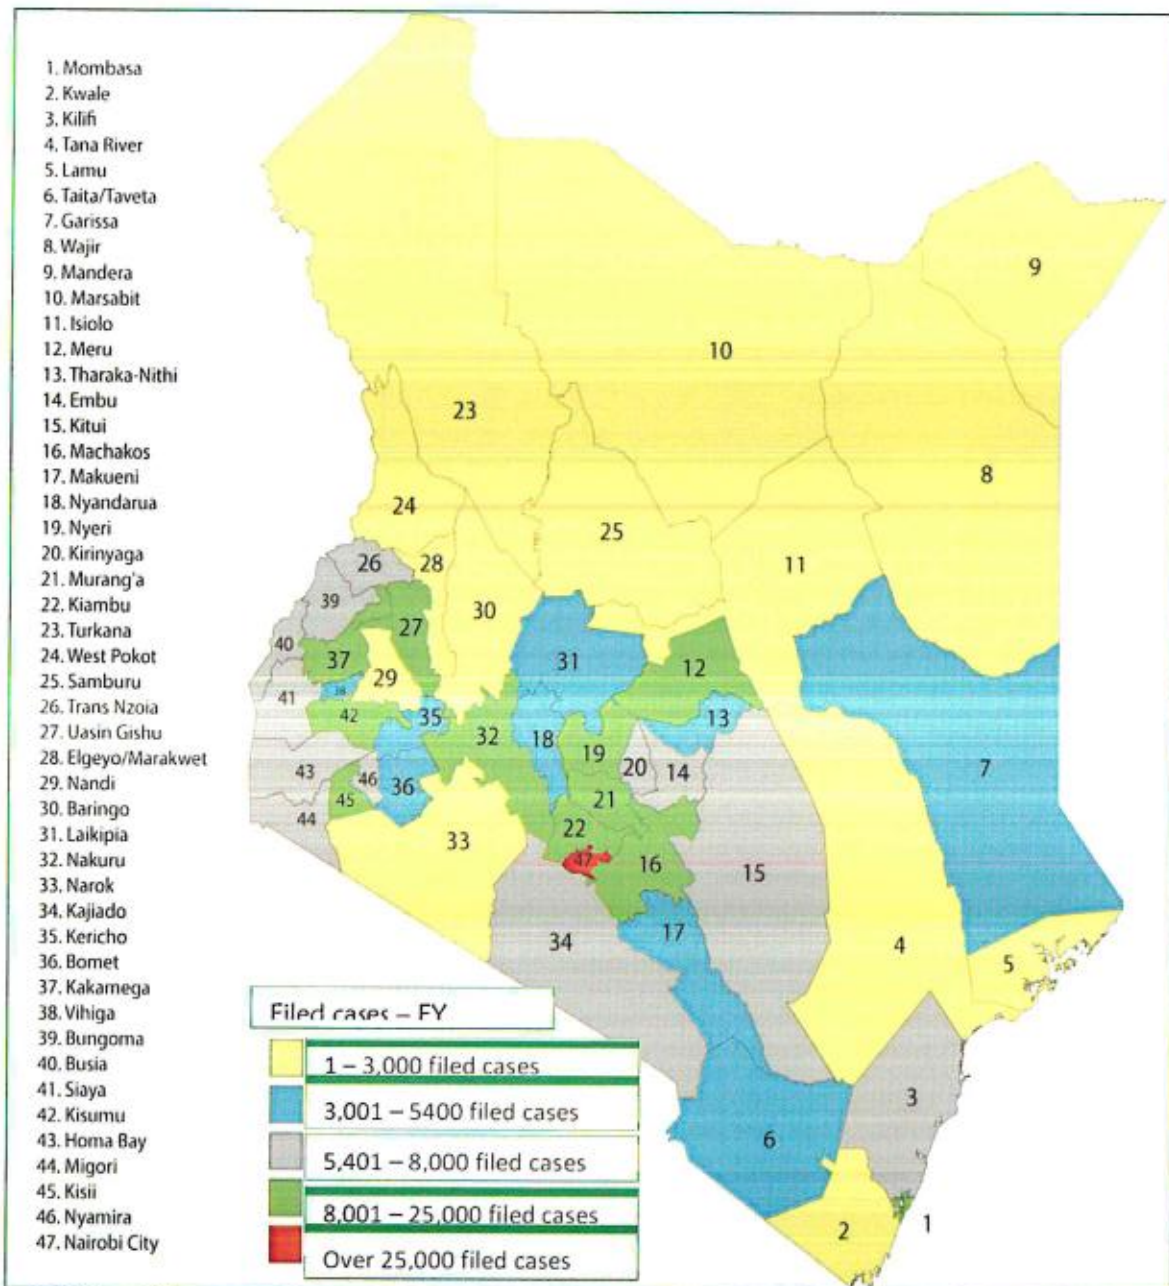 1. Mombasa
2. Kwale
3. Kilifi
4. Tana River
5. Lamu
6. Taita/Taveta
7. Garissa
8. Wajir
9. Mandera
10. Marsabit
11. Isiolo
12. Meru
13. Tharaka-Nithi
14. Embu
15. Kitui
16. Machakos
17. Makueni
18. Nyandarua
19. Nyeri
20. Kirinyaga
21. Murang'a
22. Kiambu
23. Turkana
24. West Pokot
25. Samburu
26. Trans Nzoia
27. Uasin Gishu
28. Elgeyo/Marakwet
29. Nandi
30. Baringo
31. Laikipia
32. Nakuru
33. Narok
34. Kajiado
35. Kericho
36. Bomet
37. Kakamega
38. Vihiga
39. Bungoma
40. Busia
41. Siaya
42. Kisumu
43. Homa Bay
44. Migori
45. Kisii
46. Nyamira
47. Nairobi City
9
10
23
8
24
25
28
11
26
39
30
27
40
37
31
12
29
38
41
35
42
13
32
18
19
7
43
46
36
20
14
45
21
44
22
33
47
16
15
17
34
4
5
3
6
2
1
Filed cases – FY
1 – 3,000 filed cases
3,001 – 5400 filed cases
5,401 – 8,000 filed cases
8,001 – 25,000 filed cases
Over 25,000 filed cases